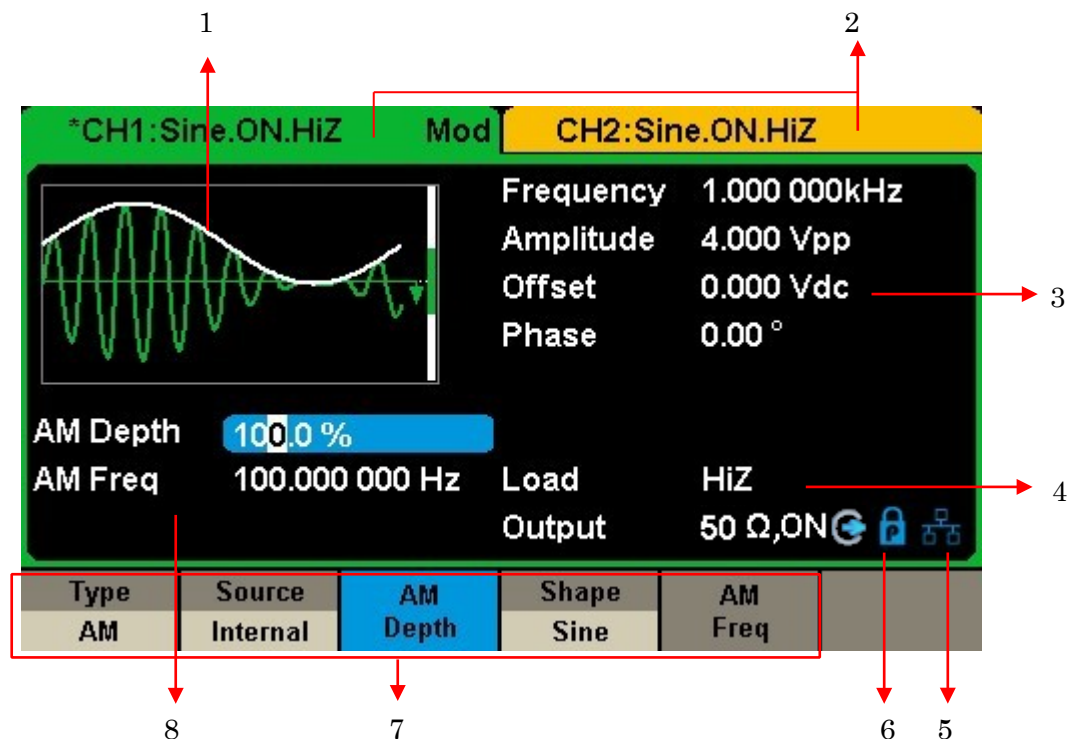 1
2
*CH1:Sine.ON.HiZ Mod
CH2:Sine.ON.HiZ
Frequency 1.000 000kHz
Amplitude 4.000 Vpp
Offset 0.000 Vdc
Phase 0.00 °
3
AM Depth 100.0 %
AM Freq 100.000 000 Hz
Load HiZ
4
Output 50 Ω,ON
P
Type
AM
Source
Internal
AM
Depth
Shape
Sine
AM
Freq
8
7
6
5